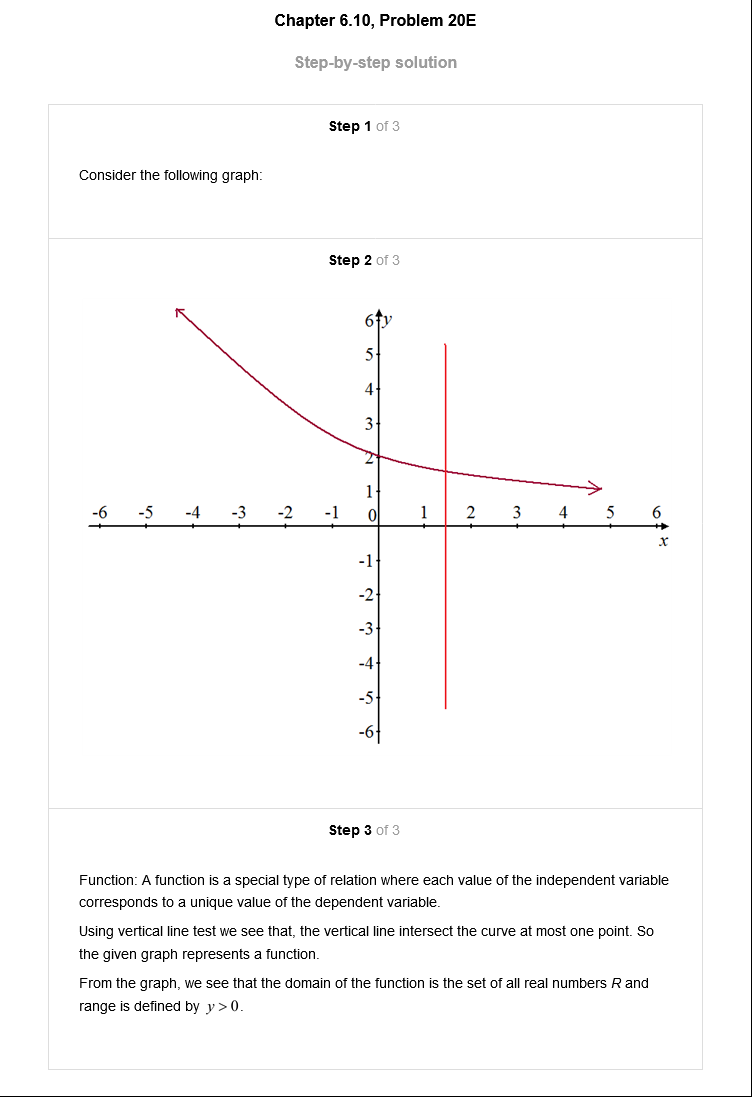 Chapter 6.10, Problem 20E
Step-by-step solution
Step 1 of 3
Consider the following graph:
Step 2 of 3
6 y
5
4
3
2
1
-6 -5 -4 -3 -2 -1 0 1 2 3 4 5 6
x
-1
-2
-3
-4
-5
-6
Step 3 of 3
Function: A function is a special type of relation where each value of the independent variable
corresponds to a unique value of the dependent variable.
Using vertical line test we see that, the vertical line intersect the curve at most one point. So
the given graph represents a function.
From the graph, we see that the domain of the function is the set of all real numbers R and
range is defined by y > 0.